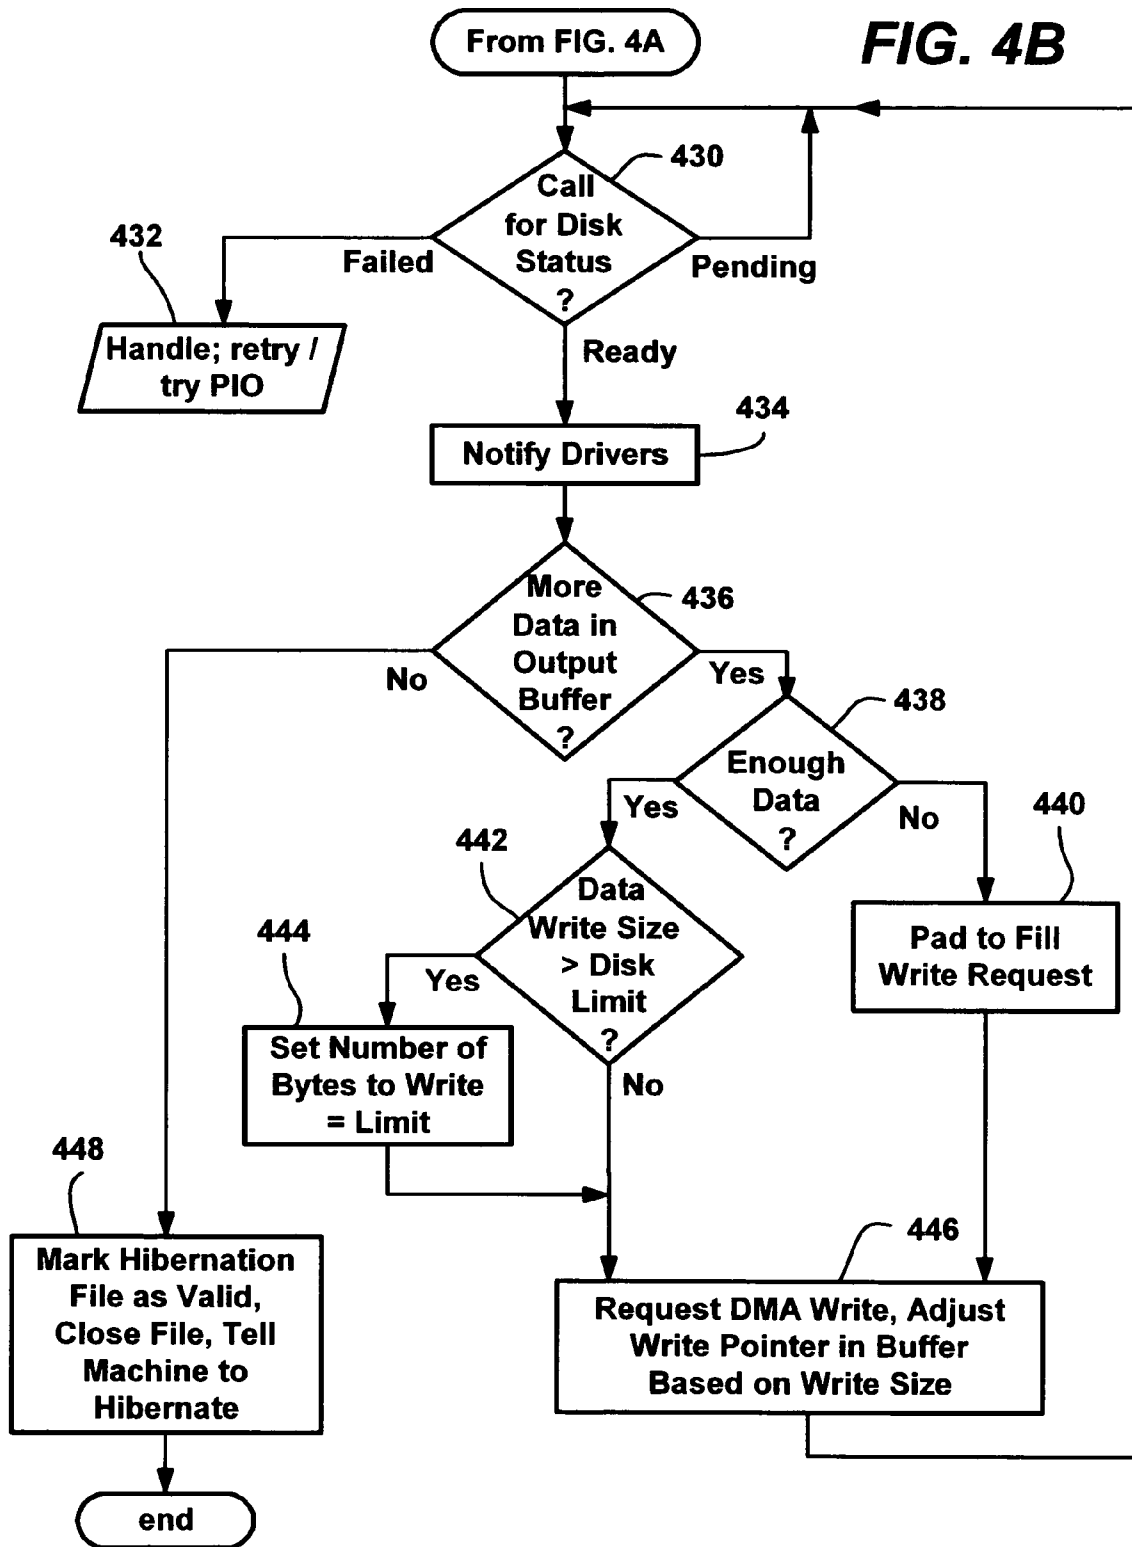 From FIG. 4A
FIG. 4B
430
Call
for Disk
Status
?
432
Failed
Pending
Handle; retry /
try PIO
Ready
434
Notify Drivers
436
More
Data in
Output
Buffer
?
No
Yes
438
Enough
Data
?
Yes
No
440
442
Data
Write Size
> Disk
Limit
?
Pad to Fill
Write Request
444
Yes
Set Number of
Bytes to Write
= Limit
No
448
446
Mark Hibernation
File as Valid,
Close File, Tell
Machine to
Hibernate
Request DMA Write, Adjust
Write Pointer in Buffer
Based on Write Size
end